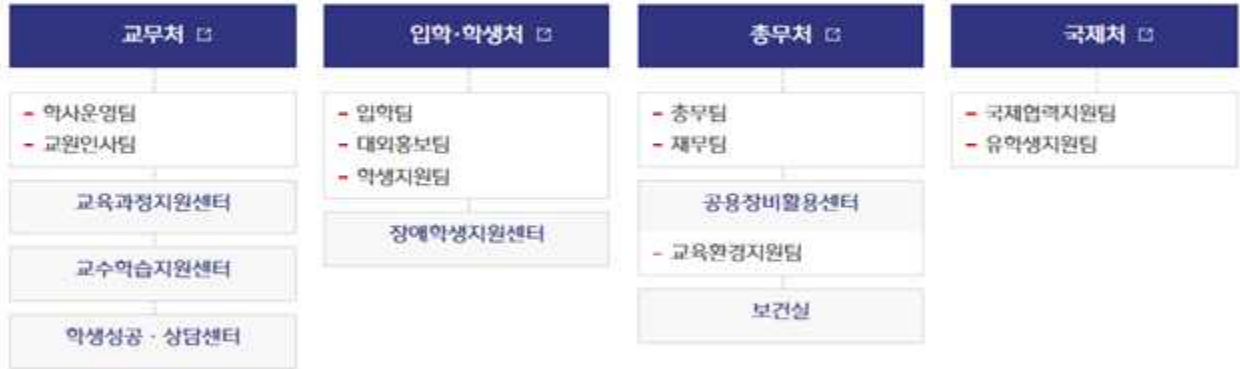 교무처
- 학사운영팀
- 교원인사팀
교육과정지원센터
교수학습지원센터
학생성공 · 상담센터
입학·학생처
- 입학팀
- 대외홍보팀
- 학생지원팀
장애학생지원센터
총무처
- 총무팀
- 재무팀
공용장비활용센터
- 교육환경지원팀
보건실
국제처
- 국제협력지원팀
- 유학생지원팀